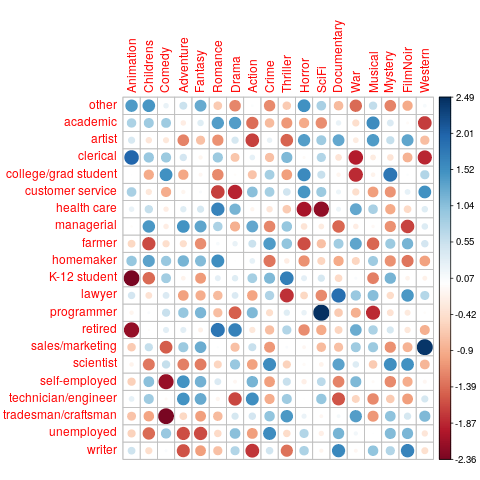 Animation Childrens Comedy Adventure Fantasy Romance Drama Action Crime Thriller Horror SciFi Documentary War Musical Mystery FilmNoir Western
other
academic
artist
clerical
college/grad student
customer service
health care
managerial
farmer
homemaker
K-12 student
lawyer
programmer
retired
sales/marketing
scientist
self-employed
technician/engineer
tradesman/craftsman
unemployed
writer
2.49
2.01
1.52
1.04
0.55
0.07
-0.42
-0.9
-1.39
-1.87
-2.36